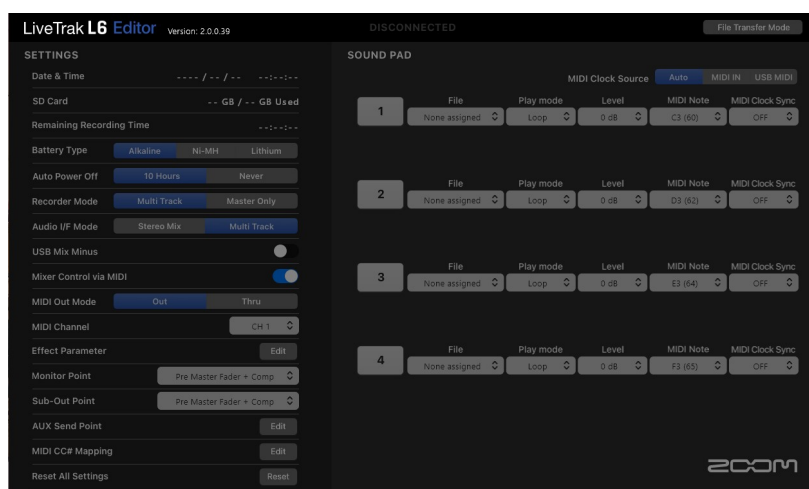 LiveTrak L6 Editor Version: 2.0.0.39 DISCONNECTED File Transfer Mode
SETTINGS
Date & Time ---- / -- / -- --:--:--
SD Card -- GB / -- GB Used
Remaining Recording Time --:--:--
Battery Type Alkaline Ni-MH Lithium
Auto Power Off 10 Hours Never
Recorder Mode Multi Track Master Only
Audio I/F Mode Stereo Mix Multi Track
USB Mix Minus
Mixer Control via MIDI
MIDI Out Mode Out Thru
MIDI Channel CH 1
Effect Parameter Edit
Monitor Point Pre Master Fader + Comp
Sub-Out Point Pre Master Fader + Comp
AUX Send Point Edit
MIDI CC# Mapping Edit
Reset All Settings Reset
SOUND PAD
MIDI Clock Source Auto MIDI IN USB MIDI
File Play mode Level MIDI Note MIDI Clock Sync
1 None assigned Loop 0 dB C3 (60) OFF
File Play mode Level MIDI Note MIDI Clock Sync
2 None assigned Loop 0 dB D3 (62) OFF
File Play mode Level MIDI Note MIDI Clock Sync
3 None assigned Loop 0 dB E3 (64) OFF
File Play mode Level MIDI Note MIDI Clock Sync
4 None assigned Loop 0 dB F3 (65) OFF
ZOOM